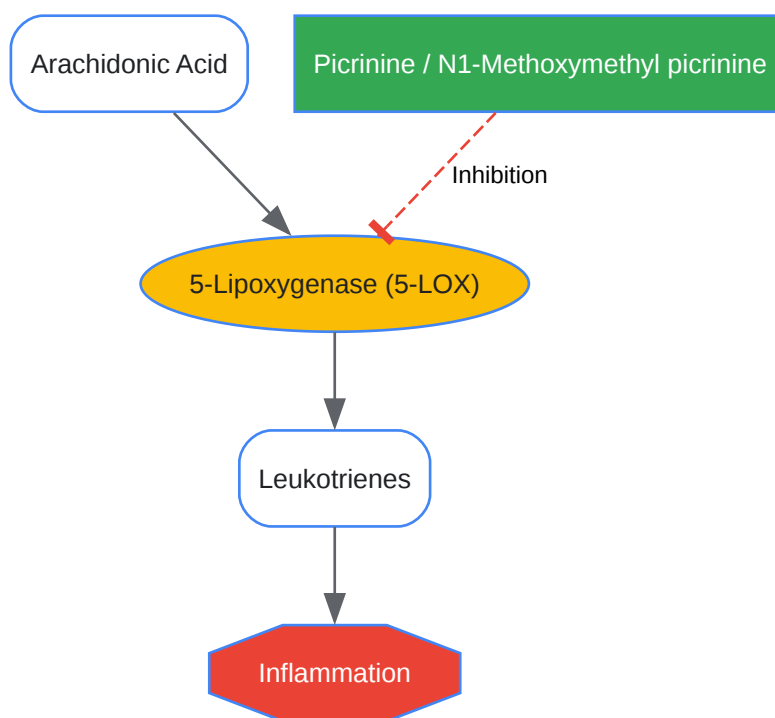 Arachidonic Acid
Picrinine / N1-Methoxymethyl picrinine
Inhibition
5-Lipoxygenase (5-LOX)
Leukotrienes
Inflammation